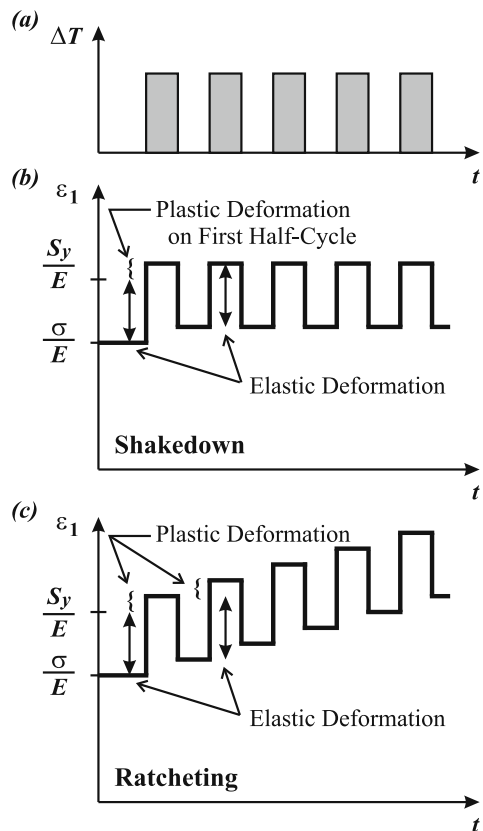 (a)
ΔT
t
(b)
ε1
Plastic Deformation
on First Half-Cycle
Sy
E
σ
E
Elastic Deformation
Shakedown
t
(c)
ε1
Plastic Deformation
Sy
E
σ
E
Elastic Deformation
Ratcheting
t